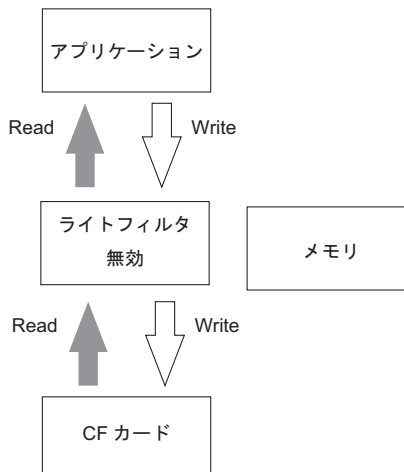 アプリケーション
Read
Write
ライトフィルタ
無効
メモリ
Read
Write
CF カード